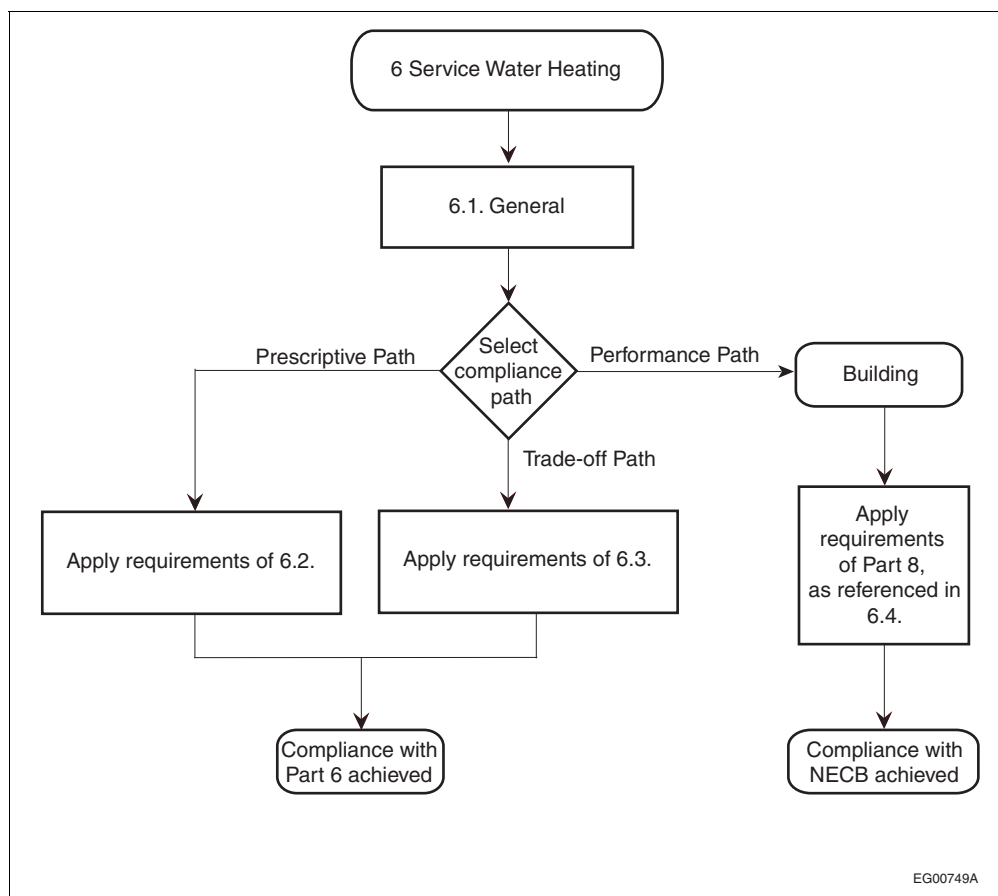 6 Service Water Heating
6.1. General
Select
compliance
path
Prescriptive Path
Performance Path
Trade-off Path
Building
Apply requirements of 6.2.
Apply requirements of 6.3.
Apply
requirements
of Part 8,
as referenced in
6.4.
Compliance with
Part 6 achieved
Compliance with
NECB achieved
EG00749A